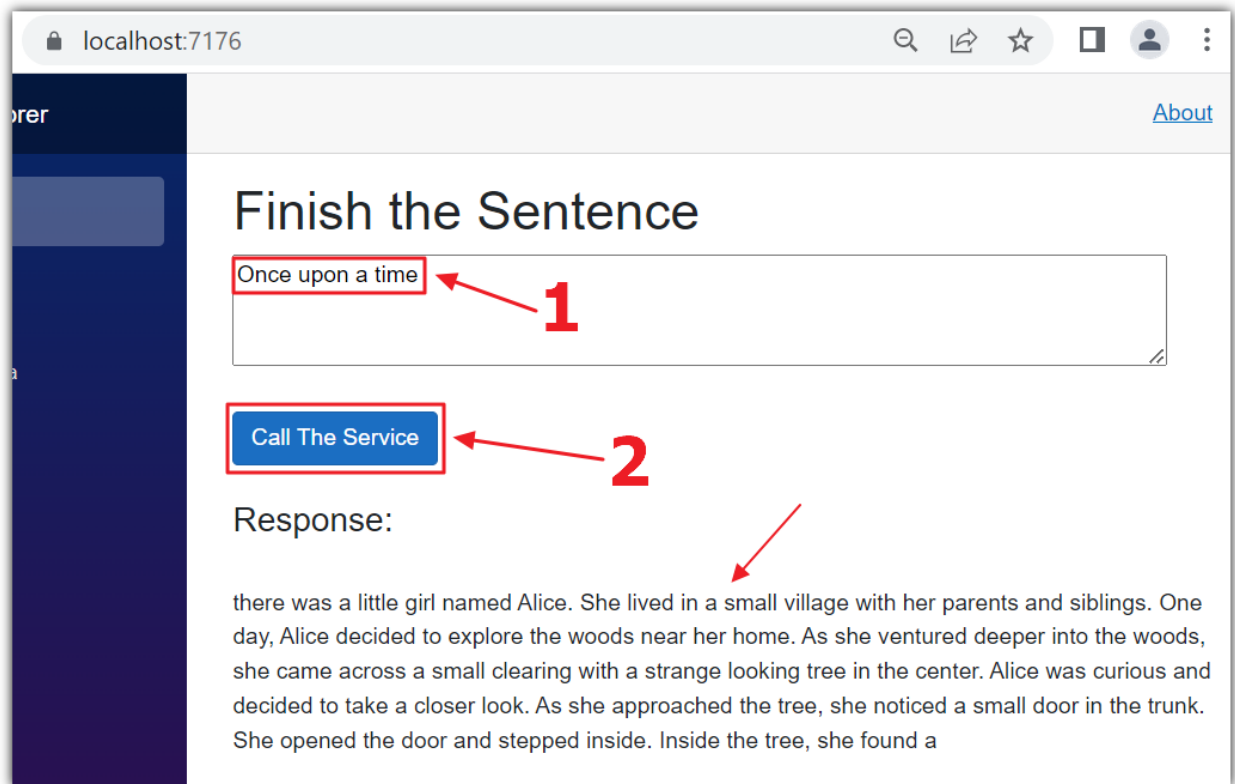 localhost:7176
orer
About
Finish the Sentence
Once upon a time
1
a
Call The Service
2
Response:
there was a little girl named Alice. She lived in a small village with her parents and siblings. One
day, Alice decided to explore the woods near her home. As she ventured deeper into the woods,
she came across a small clearing with a strange looking tree in the center. Alice was curious and
decided to take a closer look. As she approached the tree, she noticed a small door in the trunk.
She opened the door and stepped inside. Inside the tree, she found a